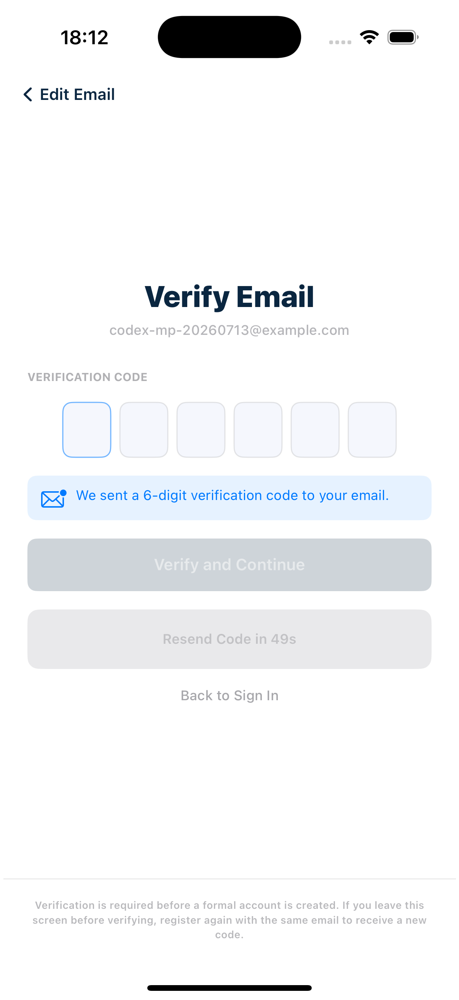 18:12
Edit Email
Verify Email
codex-mp-20260713@example.com
VERIFICATION CODE
We sent a 6-digit verification code to your email.
Verify and Continue
Resend Code in 49s
Back to Sign In
Verification is required before a formal account is created. If you leave this
screen before verifying, register again with the same email to receive a new
code.